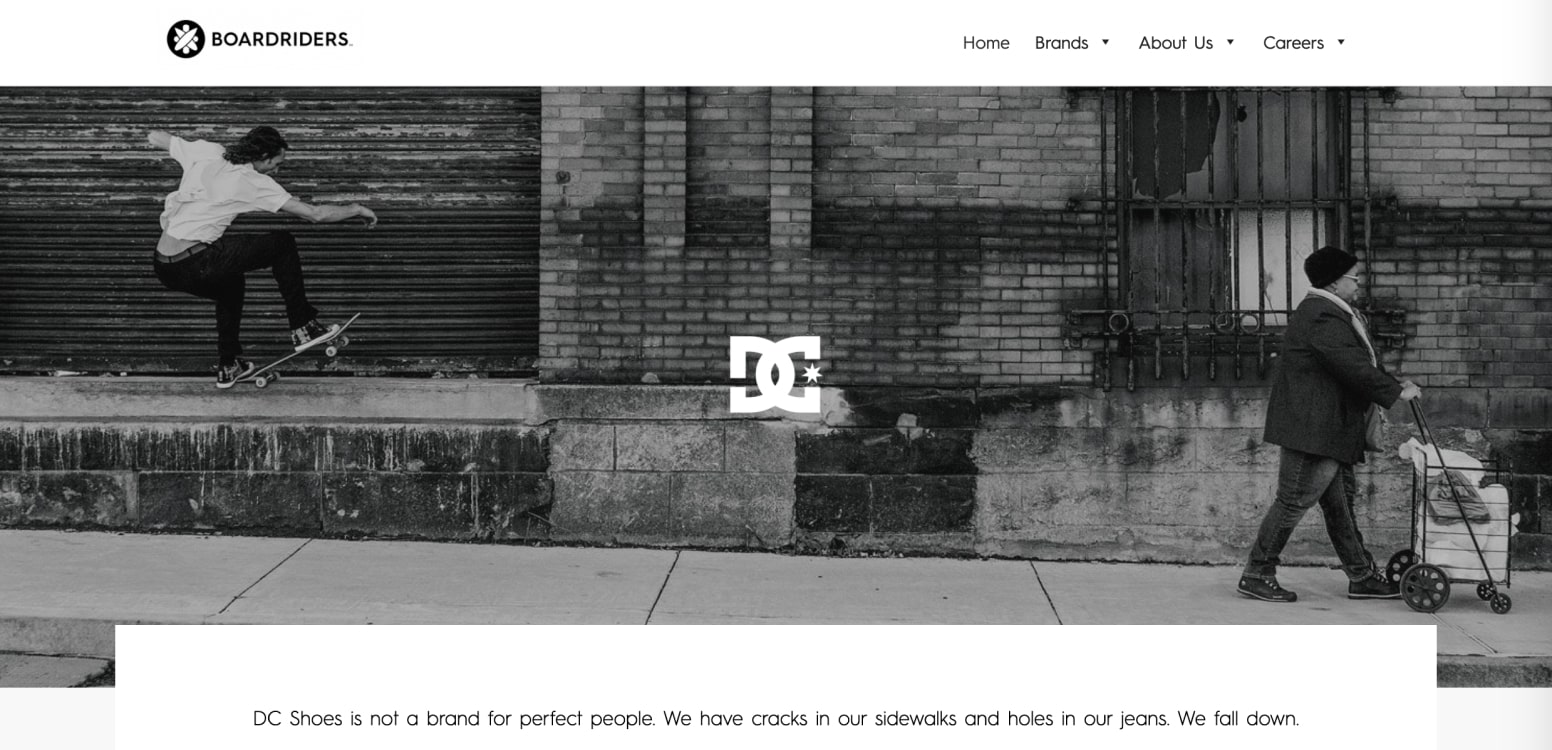 BOARDRIDERS
Home Brands About Us Careers
DC
DC Shoes is not a brand for perfect people. We have cracks in our sidewalks and holes in our jeans. We fall down.